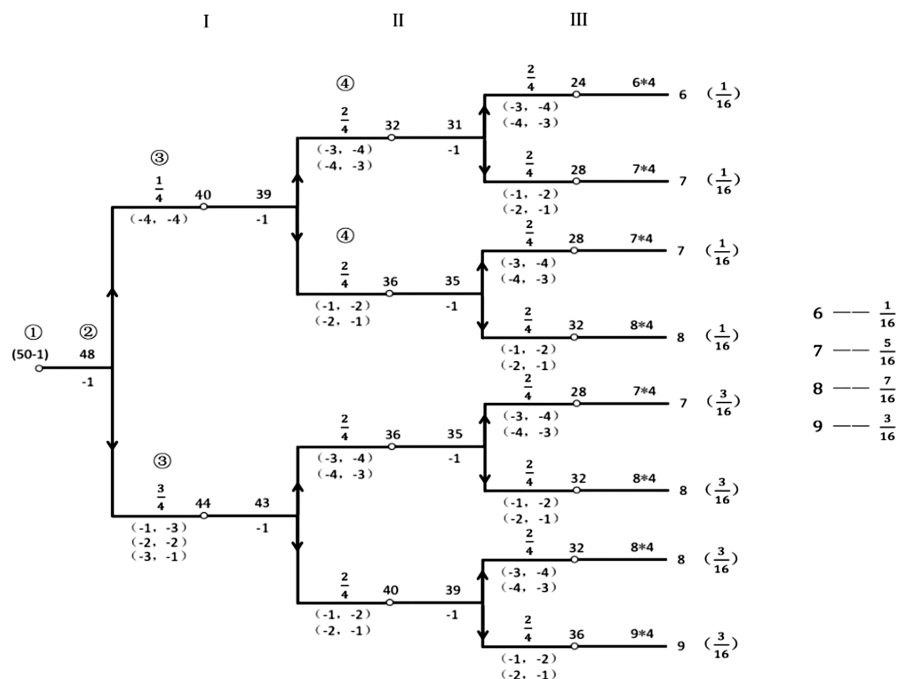 I II III
④ 2/4 24 6*4 6 (1/16)
(-3, -4)
(-4, -3)
2/4 32 31
(-3, -4) -1
(-4, -3)
③ 2/4 28 7*4 7 (1/16)
(-1, -2)
(-2, -1)
1/4 40 39
(-4, -4) -1
④ 2/4 28 7*4 7 (1/16)
(-3, -4)
(-4, -3)
2/4 36 35
(-1, -2) -1
(-2, -1)
2/4 32 8*4 8 (1/16)
(-1, -2)
(-2, -1)
① ② 
(50-1) 48
-1
2/4 28 7*4 7 (3/16)
(-3, -4)
(-4, -3)
2/4 36 35
(-3, -4) -1
(-4, -3)
③ 2/4 32 8*4 8 (3/16)
(-1, -2)
(-2, -1)
3/4 44 43
(-1, -3) -1
(-2, -2)
(-3, -1)
2/4 32 8*4 8 (3/16)
(-3, -4)
(-4, -3)
2/4 40 39
(-1, -2) -1
(-2, -1)
2/4 36 9*4 9 (3/16)
(-1, -2)
(-2, -1)
6 —— 1/16
7 —— 5/16
8 —— 7/16
9 —— 3/16